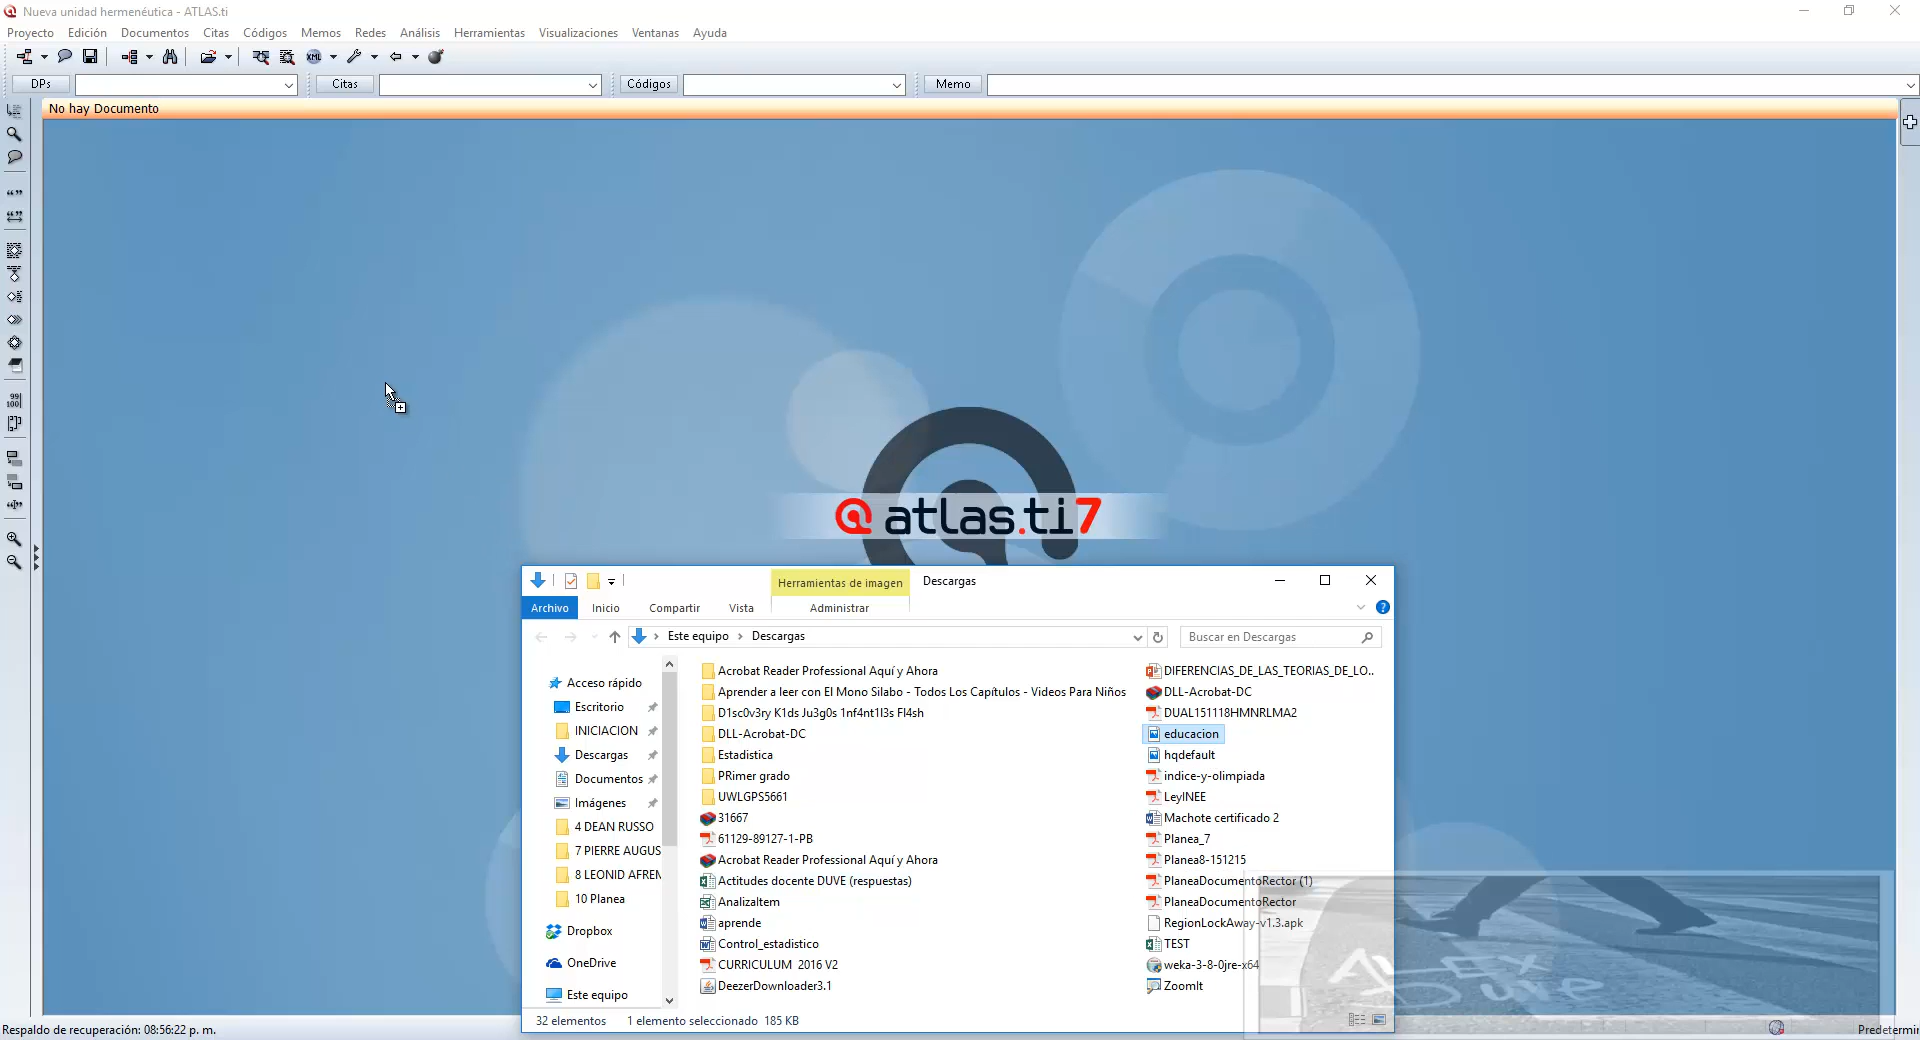 Nueva unidad hermenéutica - ATLAS.ti
Proyecto Edición Documentos Citas Códigos Memos Redes Análisis Herramientas Visualizaciones Ventanas Ayuda
XML
DPs Citas Códigos Memo
No hay Documento
99
100
@ atlas.ti7
Herramientas de imagen Descargas
Archivo Inicio Compartir Vista Administrar
Este equipo > Descargas Buscar en Descargas
Acceso rápido
Escritorio
INICIACION
Descargas
Documentos
Imágenes
4 DEAN RUSSO
7 PIERRE AUGUS
8 LEONID AFREM
10 Planea
Dropbox
OneDrive
Este equipo
Acrobat Reader Professional Aquí y Ahora
Aprender a leer con El Mono Silabo - Todos Los Capítulos - Videos Para Niños
D1sc0v3ry K1ds Ju3g0s 1nf4nt1l3s Fl4sh
DLL-Acrobat-DC
Estadistica
PRimer grado
UWLGPS5661
31667
61129-89127-1-PB
Acrobat Reader Professional Aquí y Ahora
Actitudes docente DUVE (respuestas)
AnalizaItem
aprende
Control_estadistico
CURRICULUM 2016 V2
DeezerDownloader3.1
DIFERENCIAS_DE_LAS_TEORIAS_DE_LO..
DLL-Acrobat-DC
DUAL151118HMNRLMA2
educacion
hqdefault
indice-y-olimpiada
LeyINEE
Machote certificado 2
Planea_7
Planea8-151215
PlaneaDocumentoRector (1)
PlaneaDocumentoRector
RegionLockAway-v1.3.apk
TEST
weka-3-8-0jre-x64
ZoomIt
32 elementos 1 elemento seleccionado 185 KB
Alex
Duve
Respaldo de recuperación: 08:56:22 p. m.
Predetermin